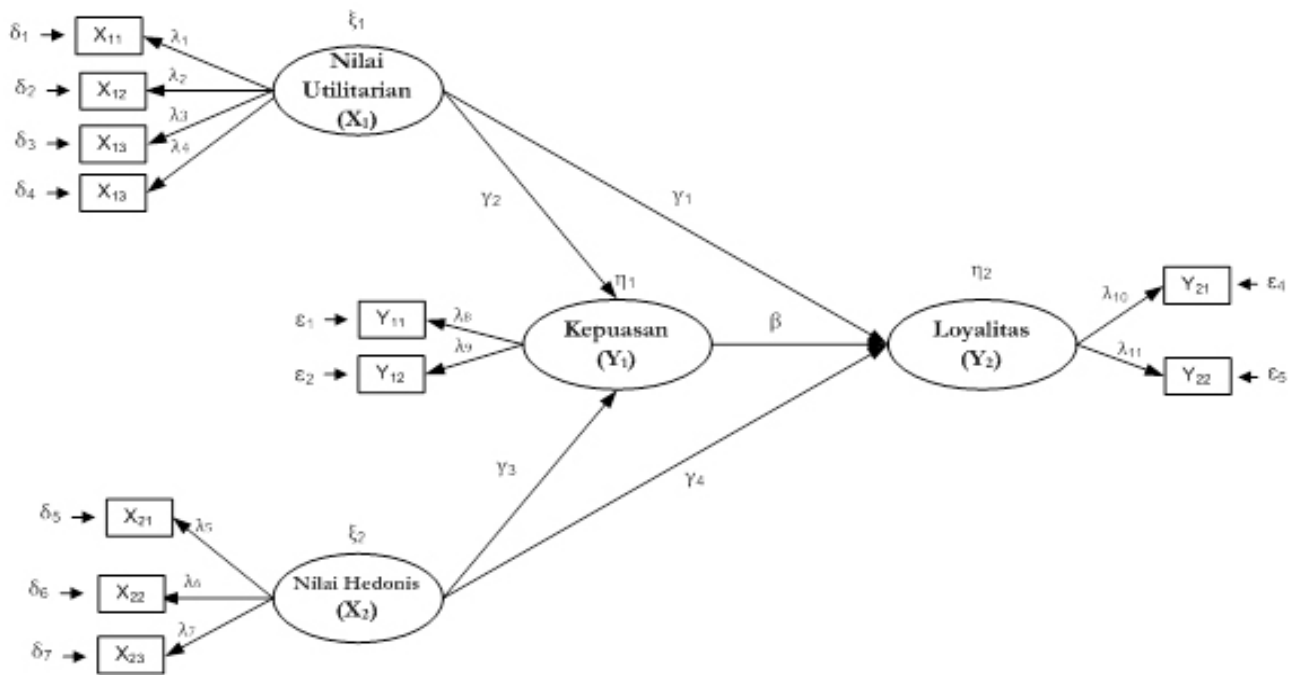 ξ₁
δ₁
X₁₁
λ₁
Nilai
Utilitarian
(X₁)
δ₂
X₁₂
λ₂
δ₃
X₁₃
λ₃
δ₄
X₁₃
λ₄
γ₂
γ₁
η₁
η₂
ε₁
Y₁₁
λ₈
Kepuasan
(Y₁)
β
Loyalitas
(Y₂)
λ₁₀
Y₂₁
ε₄
ε₂
Y₁₂
λ₉
λ₁₁
Y₂₂
ε₅
γ₃
γ₄
δ₅
X₂₁
λ₅
ξ₂
δ₆
X₂₂
λ₆
Nilai Hedonis
(X₂)
δ₇
X₂₃
λ₇